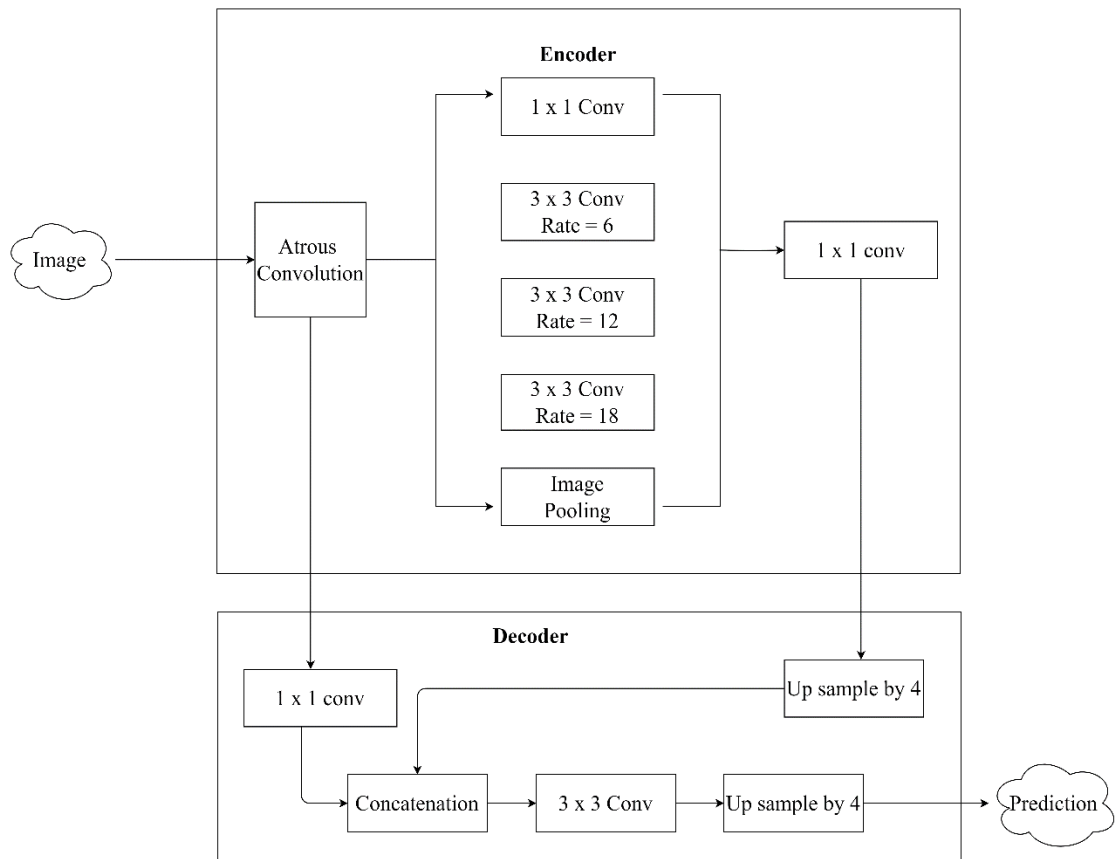 Encoder
1 x 1 Conv
3 x 3 Conv
Rate = 6
Image
Atrous
Convolution
1 x 1 conv
3 x 3 Conv
Rate = 12
3 x 3 Conv
Rate = 18
Image
Pooling
Decoder
1 x 1 conv
Up sample by 4
Concatenation
3 x 3 Conv
Up sample by 4
Prediction